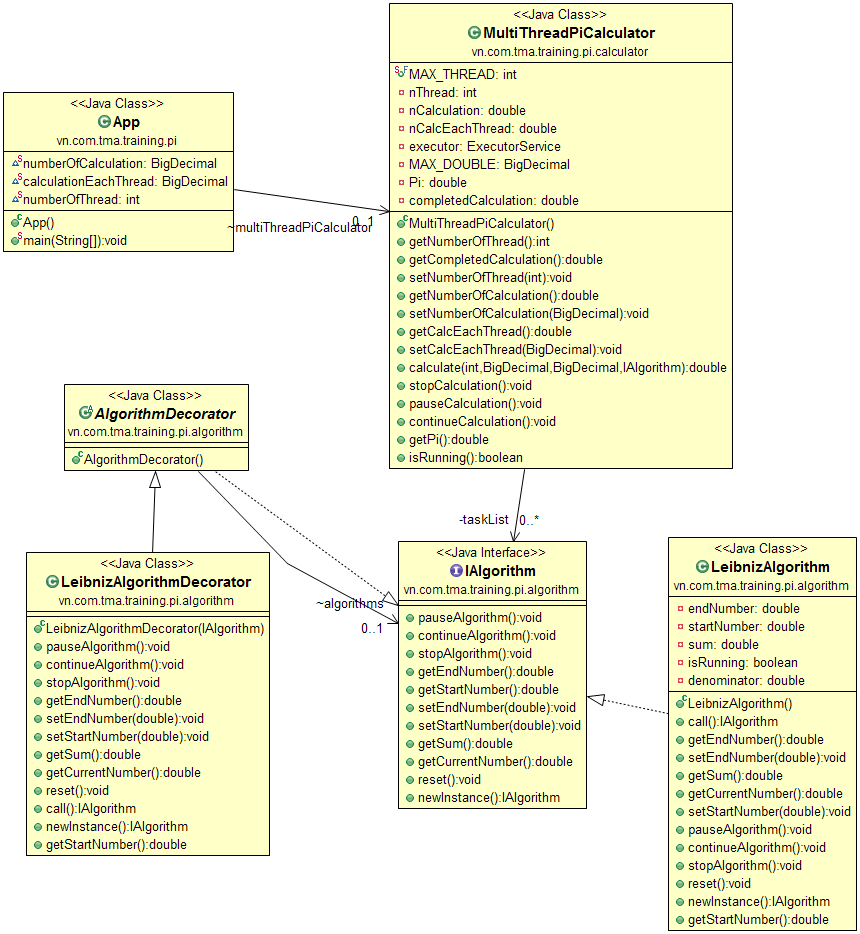 <<Java Class>>
MultiThreadPiCalculator
vn.com.tma.training.pi.calculator
MAX_THREAD: int
nThread: int
nCalculation: double
nCalcEachThread: double
executor: ExecutorService
MAX_DOUBLE: BigDecimal
Pi: double
completedCalculation: double
MultiThreadPiCalculator()
getNumberOfThread():int
getCompletedCalculation():double
setNumberOfThread(int):void
getNumberOfCalculation():double
setNumberOfCalculation(BigDecimal):void
getCalcEachThread():double
setCalcEachThread(BigDecimal):void
calculate(int,BigDecimal,BigDecimal,IAlgorithm):double
stopCalculation():void
pauseCalculation():void
continueCalculation():void
getPi():double
isRunning():boolean
<<Java Class>>
App
vn.com.tma.training.pi
numberOfCalculation: BigDecimal
calculationEachThread: BigDecimal
numberOfThread: int
App()
main(String[]):void
~multiThreadPiCalculator
0..1
<<Java Class>>
AlgorithmDecorator
vn.com.tma.training.pi.algorithm
AlgorithmDecorator()
-taskList
0..*
~algorithms
0..1
<<Java Class>>
LeibnizAlgorithmDecorator
vn.com.tma.training.pi.algorithm
LeibnizAlgorithmDecorator(IAlgorithm)
pauseAlgorithm():void
continueAlgorithm():void
stopAlgorithm():void
getEndNumber():double
setEndNumber(double):void
setStartNumber(double):void
getSum():double
getCurrentNumber():double
reset():void
call():IAlgorithm
newInstance():IAlgorithm
getStartNumber():double
<<Java Interface>>
IAlgorithm
vn.com.tma.training.pi.algorithm
pauseAlgorithm():void
continueAlgorithm():void
stopAlgorithm():void
getEndNumber():double
getStartNumber():double
setEndNumber(double):void
setStartNumber(double):void
getSum():double
getCurrentNumber():double
reset():void
newInstance():IAlgorithm
<<Java Class>>
LeibnizAlgorithm
vn.com.tma.training.pi.algorithm
endNumber: double
startNumber: double
sum: double
isRunning: boolean
denominator: double
LeibnizAlgorithm()
call():IAlgorithm
getEndNumber():double
setEndNumber(double):void
getSum():double
getCurrentNumber():double
setStartNumber(double):void
pauseAlgorithm():void
continueAlgorithm():void
stopAlgorithm():void
reset():void
newInstance():IAlgorithm
getStartNumber():double